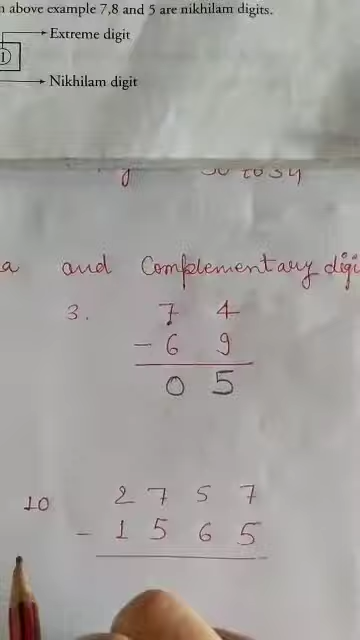 above example 7,8 and 5 are nikhilam digits.
Extreme digit
1
Nikhilam digit
and Complementary digi
3. 7 4
- 6 9
0 5
10 2 7 5 7
- 1 5 6 5